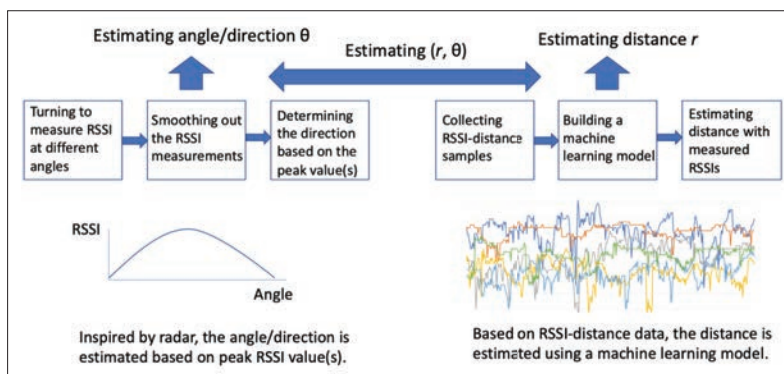 Estimating angle/direction θ
Estimating (r, θ)
Estimating distance r
Turning to
measure RSSI
at different
angles
Smoothing out
the RSSI
measurements
Determining
the direction
based on the
peak value(s)
Collecting
RSSI-distance
samples
Building a
machine
learning model
Estimating
distance with
measured
RSSIs
RSSI
Angle
Inspired by radar, the angle/direction is
estimated based on peak RSSI value(s).
Based on RSSI-distance data, the distance is
estimated using a machine learning model.